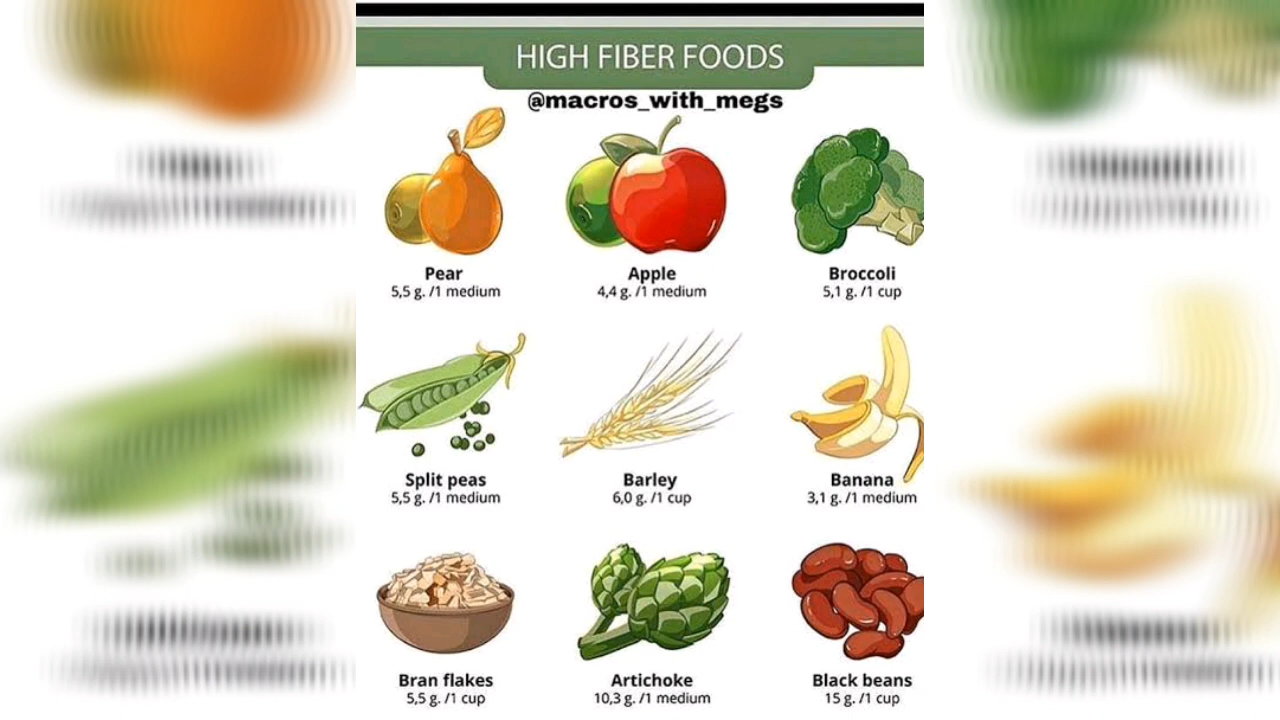 HIGH FIBER FOODS
@macros_with_megs
Pear
5,5 g. /1 medium
Apple
4,4 g. /1 medium
Broccoli
5,1 g. /1 cup
Split peas
5,5 g. /1 medium
Barley
6,0 g. /1 cup
Banana
3,1 g. /1 medium
Bran flakes
5,5 g. /1 cup
Artichoke
10,3 g. /1 medium
Black beans
15 g. /1 cup